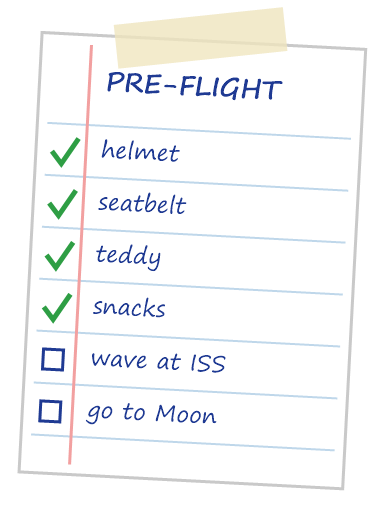 PRE-FLIGHT
helmet
seatbelt
teddy
snacks
wave at ISS
go to Moon